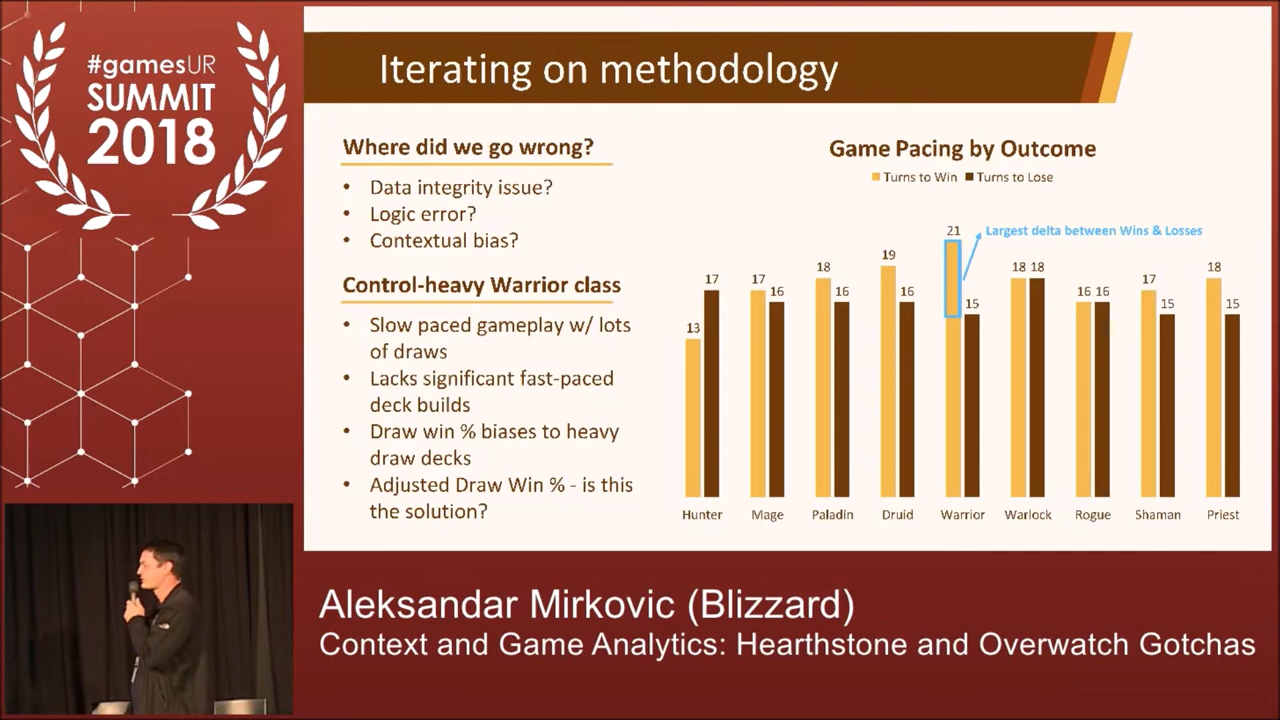 #gamesUR
SUMMIT
2018
Iterating on methodology
Where did we go wrong?
• Data integrity issue?
• Logic error?
• Contextual bias?
Control-heavy Warrior class
• Slow paced gameplay w/ lots
of draws
• Lacks significant fast-paced
deck builds
• Draw win % biases to heavy
draw decks
• Adjusted Draw Win % - is this
the solution?
Game Pacing by Outcome
Turns to Win Turns to Lose
Largest delta between Wins & Losses
13 17 17 16 18 16 19 16 21 15 18 18 16 16 17 15 18 15
Hunter Mage Paladin Druid Warrior Warlock Rogue Shaman Priest
Aleksandar Mirkovic (Blizzard)
Context and Game Analytics: Hearthstone and Overwatch Gotchas